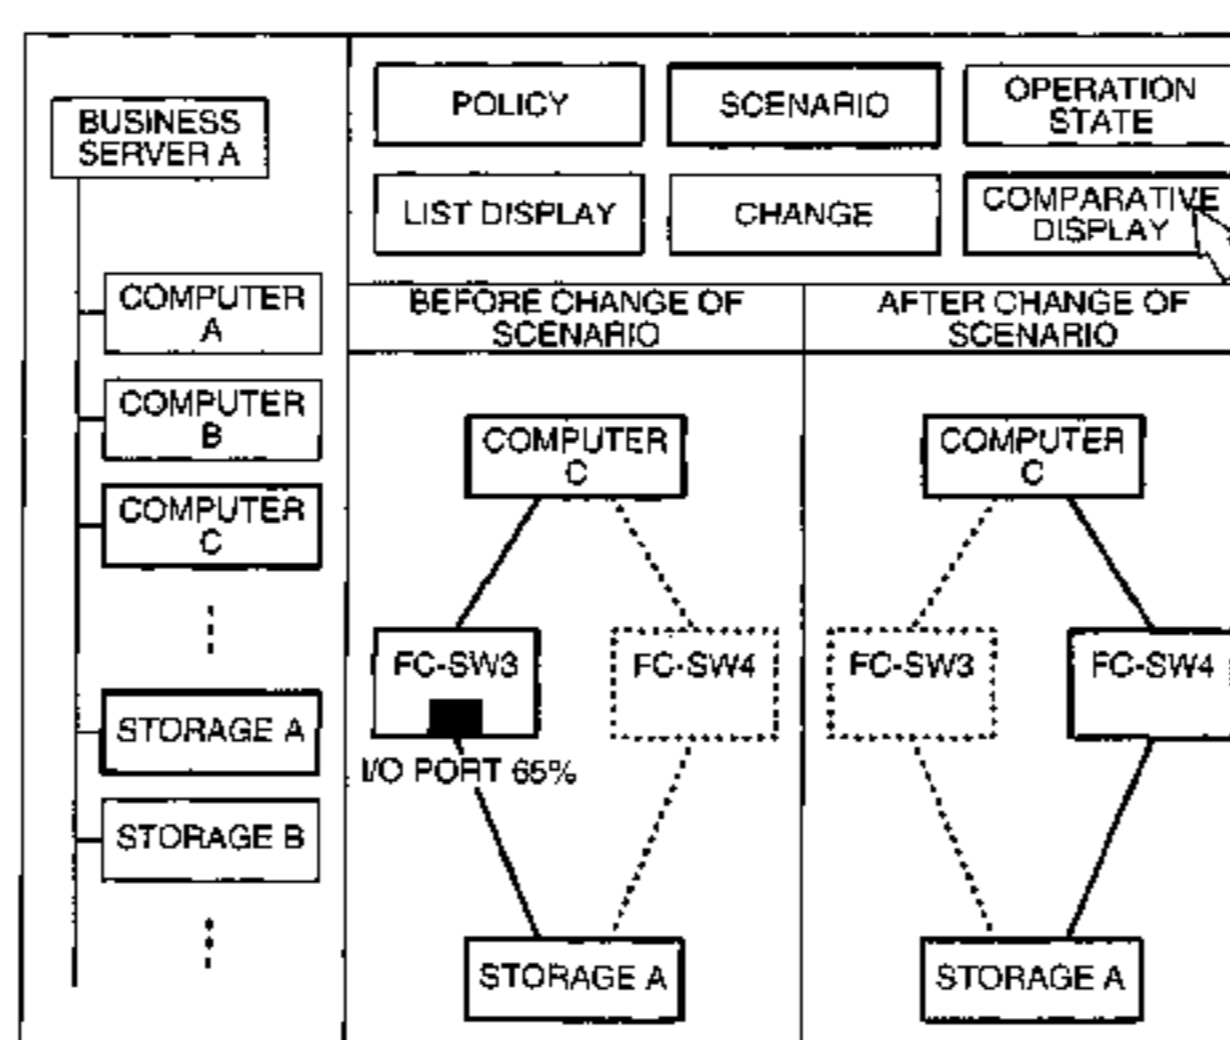 BUSINESS
SERVER A
COMPUTER
A
COMPUTER
B
COMPUTER
C
STORAGE A
STORAGE B
POLICY
SCENARIO
OPERATION
STATE
LIST DISPLAY
CHANGE
COMPARATIVE
DISPLAY
BEFORE CHANGE OF
SCENARIO
COMPUTER
C
FC-SW3
FC-SW4
I/O PORT 65%
STORAGE A
AFTER CHANGE OF
SCENARIO
COMPUTER
C
FC-SW3
FC-SW4
STORAGE A